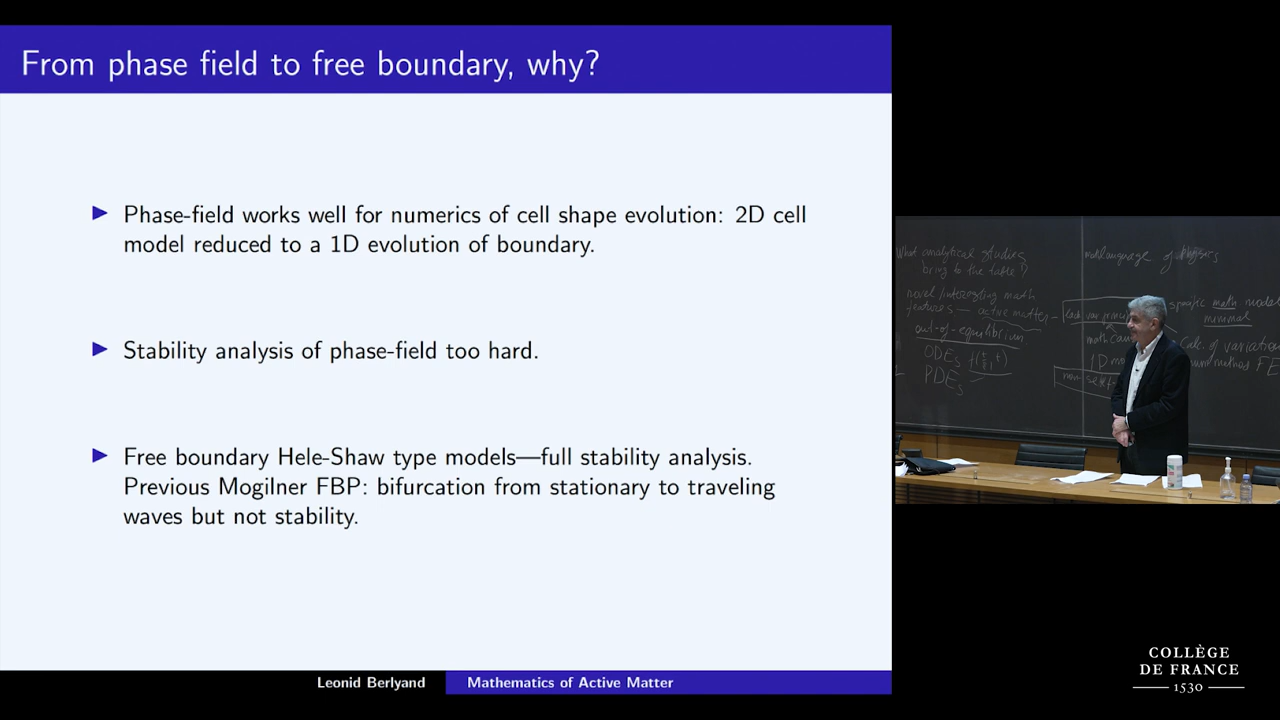 From phase field to free boundary, why?
Phase-field works well for numerics of cell shape evolution: 2D cell
model reduced to a 1D evolution of boundary.
Stability analysis of phase-field too hard.
Free boundary Hele-Shaw type models—full stability analysis.
Previous Mogilner FBP: bifurcation from stationary to traveling
waves but not stability.
Leonid Berlyand
Mathematics of Active Matter
What analytical studies
bring to the table?
novel/interesting math
features — active matter
out-of-equilibrium
ODEs
PDEs
language of
specific math models
minimal
Calc. of variation
COLLÈGE
DE FRANCE
1530